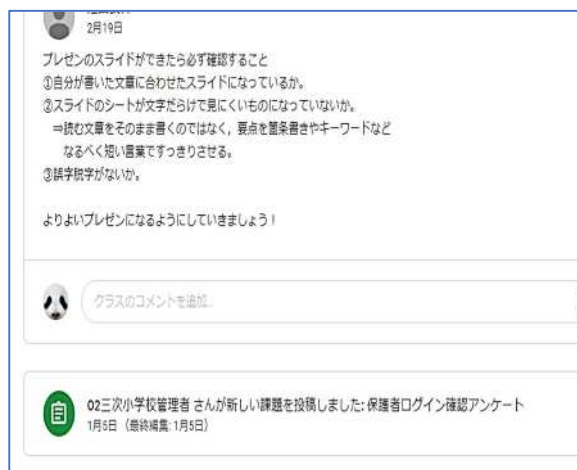 2月19日
プレゼンのスライドができたら必ず確認すること
①自分が書いた文章に合わせたスライドになっているか。
②スライドのシートが文字だらけで見にくいものになっていないか。
⇒読む文章をそのまま書くのではなく，要点を箇条書きやキーワードなど
なるべく短い言葉ですっきりさせる。
③誤字脱字がないか。
よりよいプレゼンになるようにしていきましょう！
クラスのコメントを追加...
02三次小学校管理者 さんが新しい課題を投稿しました: 保護者ログイン確認アンケート
1月5日 （最終編集: 1月5日）